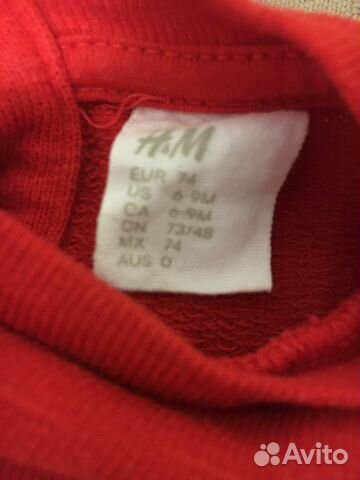 H&M
EUR 74
US 6-9M
CA 6-9M
CN 73/48
MX 74
AUS 0
Avito